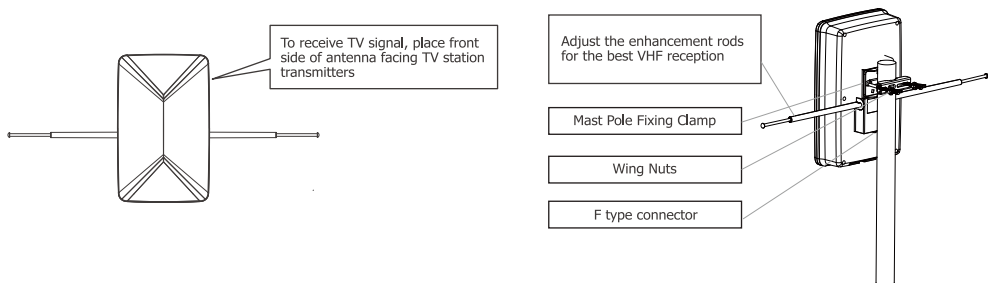 To receive TV signal, place front
side of antenna facing TV station
transmitters
Adjust the enhancement rods
for the best VHF reception
Mast Pole Fixing Clamp
Wing Nuts
F type connector